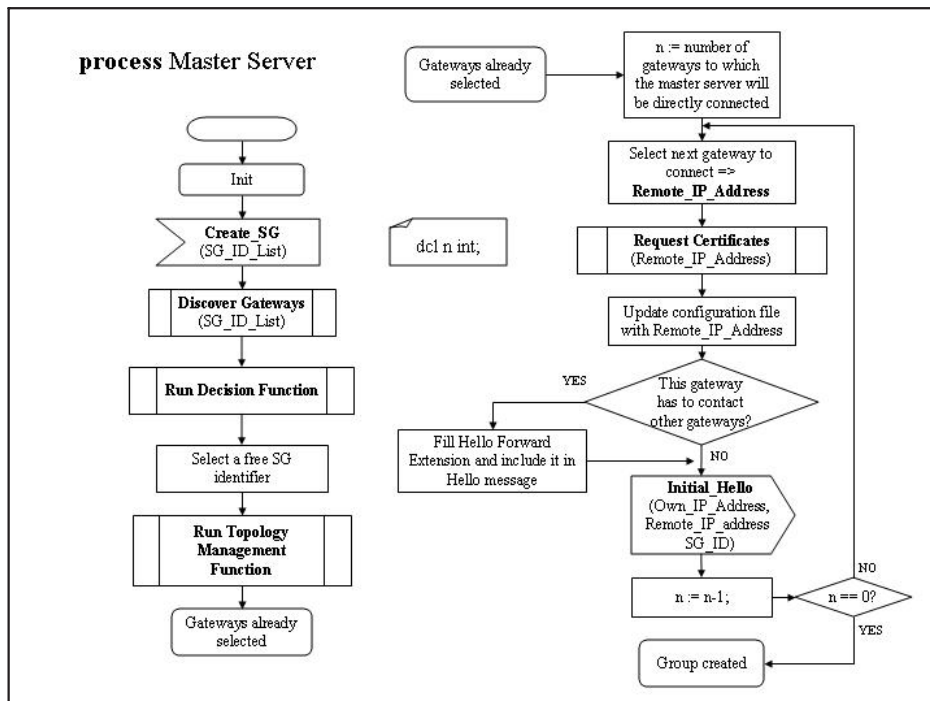 process Master Server
Init
Create_SG
(SG_ID_List)
Discover Gateways
(SG_ID_List)
Run Decision Function
Select a free SG
identifier
Run Topology
Management
Function
Gateways already
selected
dcl n int;
Gateways already
selected
n := number of
gateways to which
the master server will
be directly connected
Select next gateway to
connect =>
Remote_IP_Address
Request Certificates
(Remote_IP_Address)
Update configuration file
with Remote_IP_Address
This gateway
has to contact
other gateways?
YES
Fill Hello Forward
Extension and include it in
Hello message
NO
Initial_Hello
(Own_IP_Address,
Remote_IP_address
SG_ID)
n := n-1;
n == 0?
NO
YES
Group created